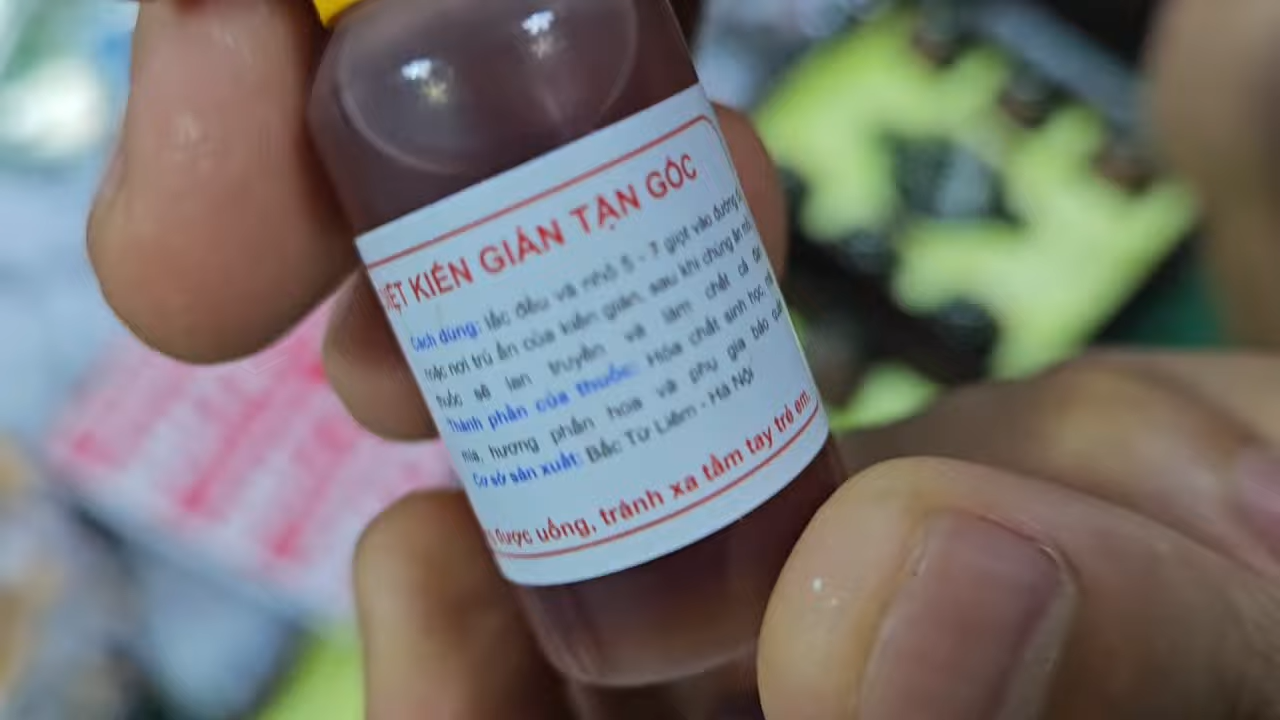 ỆT KIẾN GIÁN TẬN GỐC
Cách dùng: lắc đều và nhỏ 5 - 7 giọt vào đường
nơi trú ẩn của kiến gián, sau khi chúng ăn
thuốc sẽ lan truyền và làm chết cả
Thành phần của thuốc: Hóa chất sinh học,
hương phấn hoa và phụ gia bảo
Cơ sở sản xuất: Bắc Từ Liêm - Hà Nội
được uống, tránh xa tầm tay trẻ em.